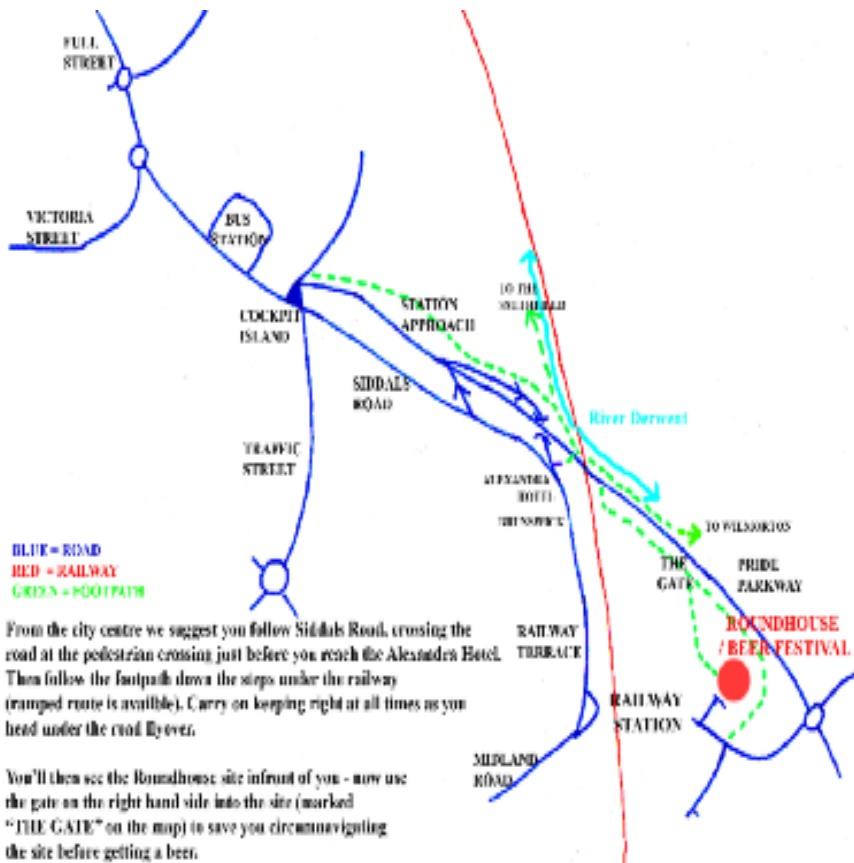 FULL
STREET
VICTORIA
STREET
BUS
STATION
COCKPIT
ISLAND
STATION
APPROACH
TO THE
SIDDALS
ROAD
River Derwent
TRAFFIC
STREET
ALEXANDRA
HOTEL
BRUNSWICK
TO WILMORTON
BLUE = ROAD
RED = RAILWAY
GREEN = FOOTPATH
THE
GATE
PRIDE
PARKWAY
ROUNDHOUSE
/ BEER FESTIVAL
RAILWAY
TERRACE
RAILWAY
STATION
MIDLAND
ROAD
From the city centre we suggest you follow Siddals Road, crossing the
road at the pedestrian crossing just before you reach the Alexandra Hotel.
Then follow the footpath down the steps under the railway
(ramped route is availble). Carry on keeping right at all times as you
head under the road flyover.
You'll then see the Roundhouse site infront of you - now use
the gate on the right hand side into the site (marked
"THE GATE" on the map) to save you circumnavigating
the site before getting a beer.